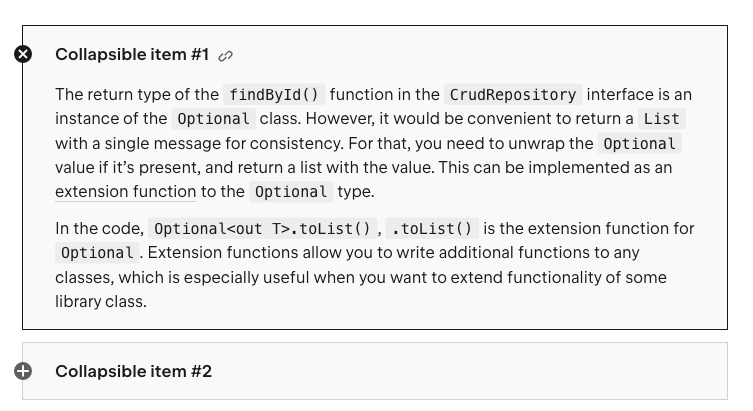 Collapsible item #1
The return type of the findById() function in the CrudRepository interface is an
instance of the Optional class. However, it would be convenient to return a List
with a single message for consistency. For that, you need to unwrap the Optional
value if it’s present, and return a list with the value. This can be implemented as an
extension function to the Optional type.
In the code, Optional<out T>.toList(), .toList() is the extension function for
Optional. Extension functions allow you to write additional functions to any
classes, which is especially useful when you want to extend functionality of some
library class.
Collapsible item #2